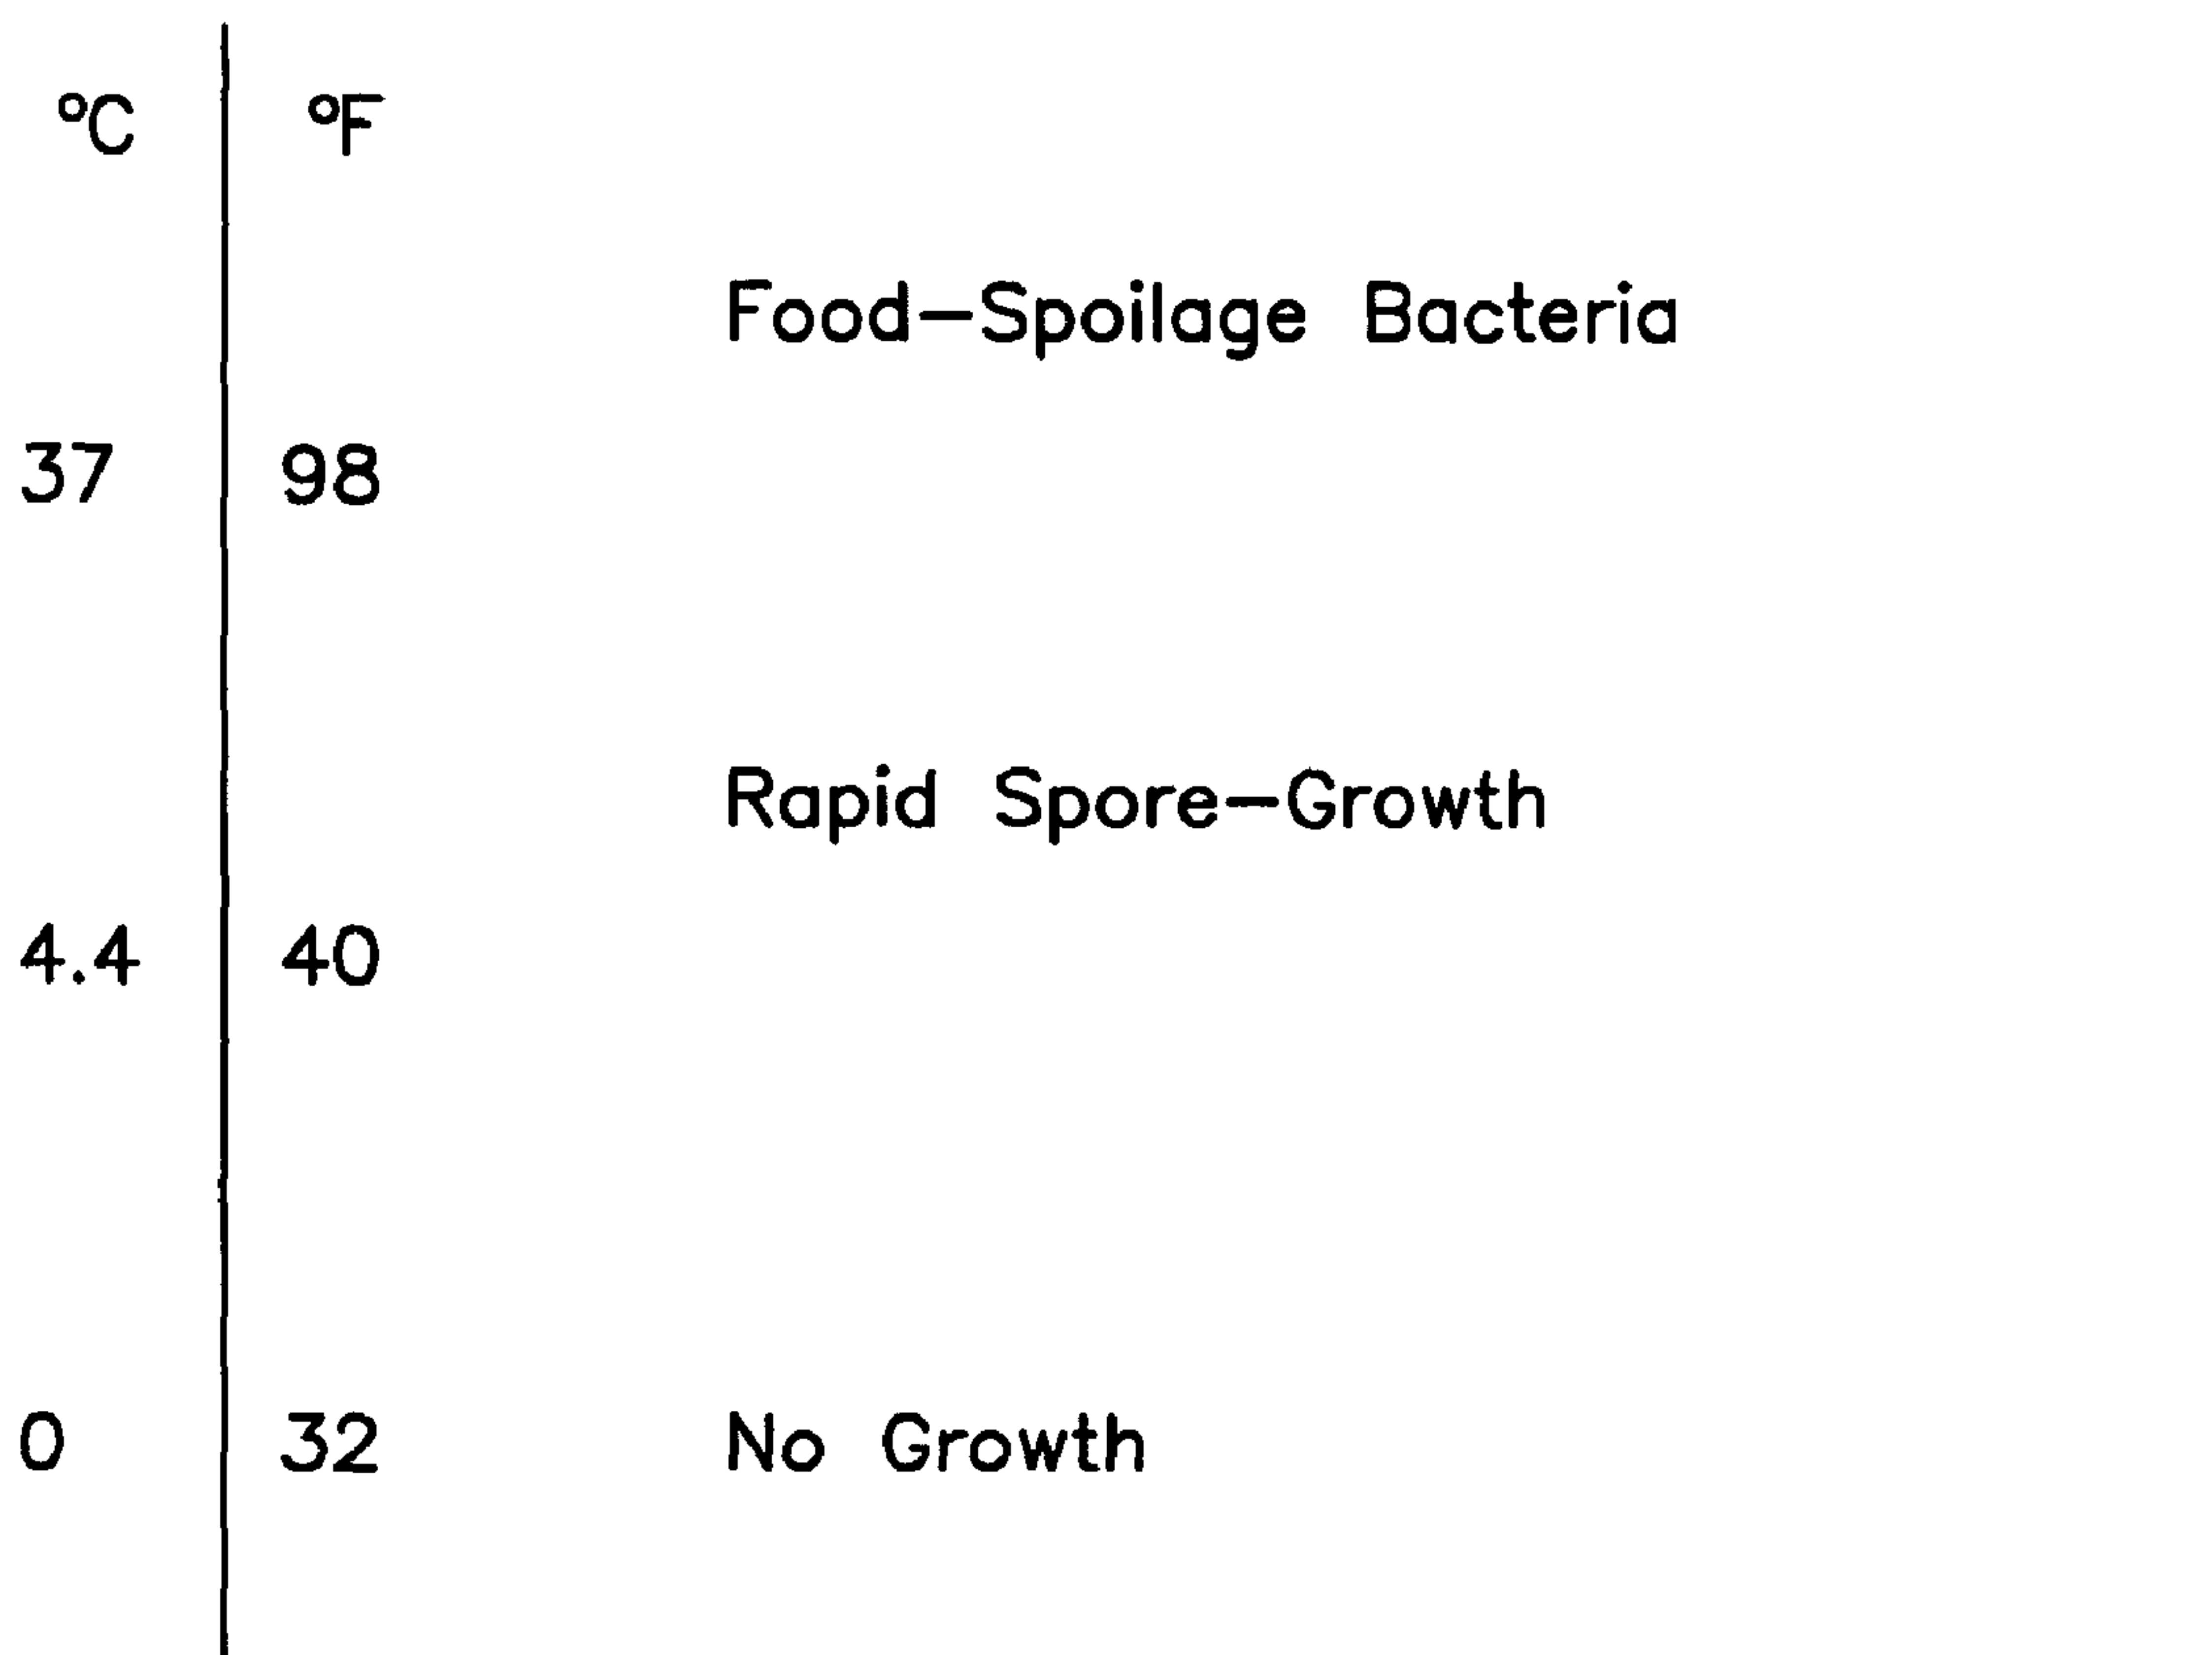 °C °F
Food-Spoilage Bacteria
37 98
Rapid Spore-Growth
4.4 40
0 32 No Growth